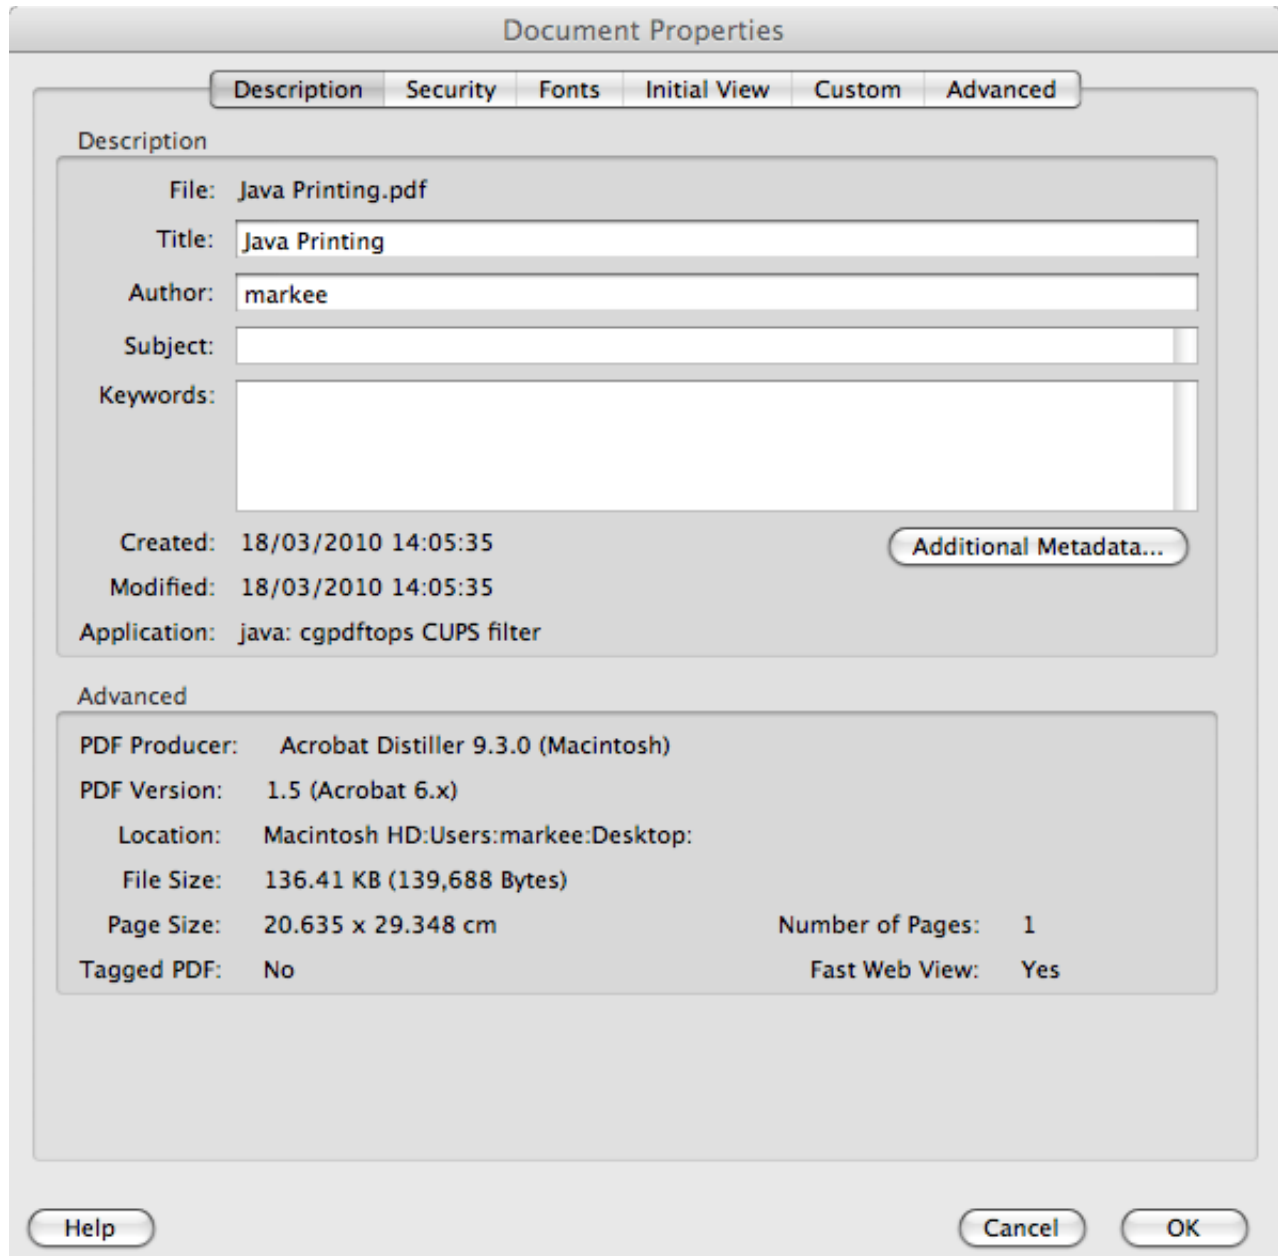 Document Properties
Description Security Fonts Initial View Custom Advanced
Description
File: Java Printing.pdf
Title: Java Printing
Author: markee
Subject:
Keywords:
Created: 18/03/2010 14:05:35
Additional Metadata...
Modified: 18/03/2010 14:05:35
Application: java: cgpdftops CUPS filter
Advanced
PDF Producer: Acrobat Distiller 9.3.0 (Macintosh)
PDF Version: 1.5 (Acrobat 6.x)
Location: Macintosh HD:Users:markee:Desktop:
File Size: 136.41 KB (139,688 Bytes)
Page Size: 20.635 x 29.348 cm Number of Pages: 1
Tagged PDF: No Fast Web View: Yes
Help Cancel OK